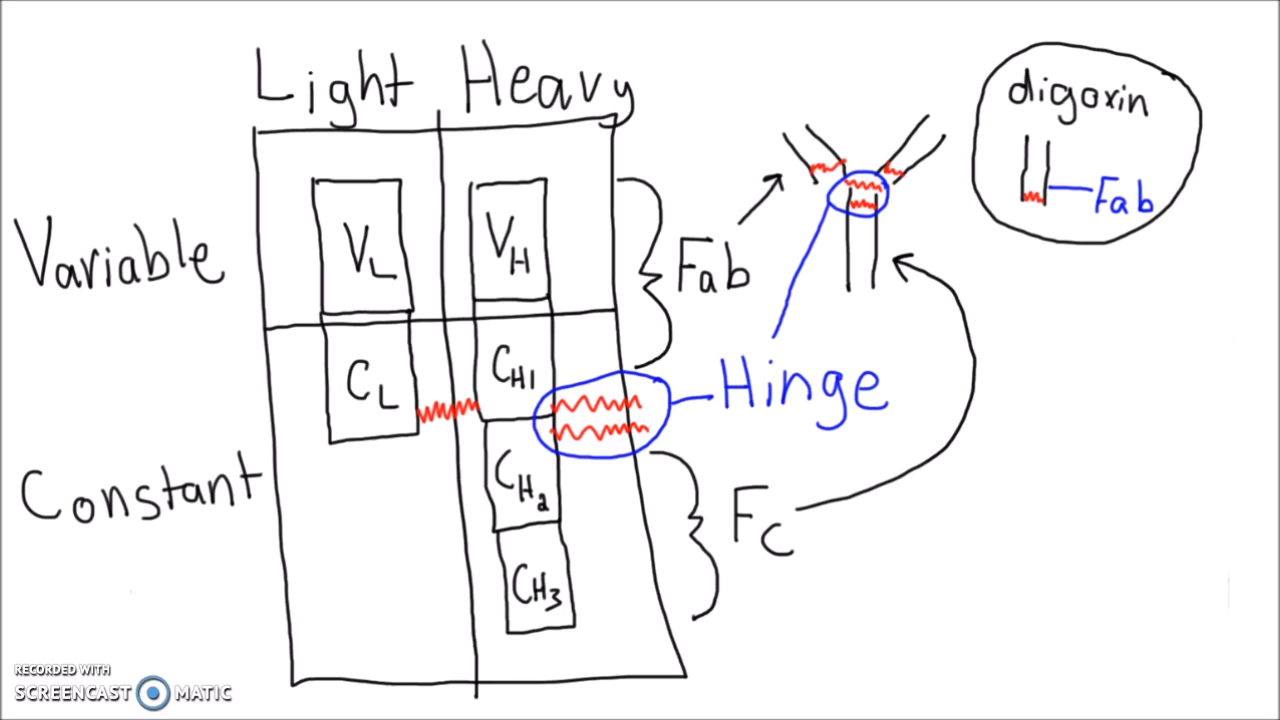 Light Heavy
digoxin
Fab
Variable
VL
VH
Fab
CL
CH1
Hinge
Constant
CH2
Fc
CH3
RECORDED WITH
SCREENCAST MATIC